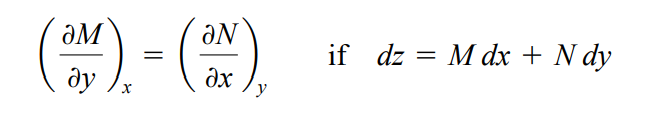 (∂M/∂y)_x = (∂N/∂x)_y if dz = M dx + N dy